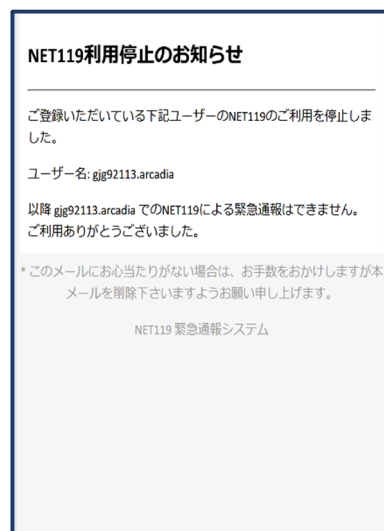 NET119利用停止のお知らせ
ご登録いただいている下記ユーザーのNET119のご利用を停止しま
した。
ユーザー名: gjg92113.arcadia
以降 gjg92113.arcadia でのNET119による緊急通報はできません。
ご利用ありがとうございました。
* このメールにお心当たりがない場合は、お手数をおかけしますが本
メールを削除下さいますようお願い申し上げます。
NET119 緊急通報システム